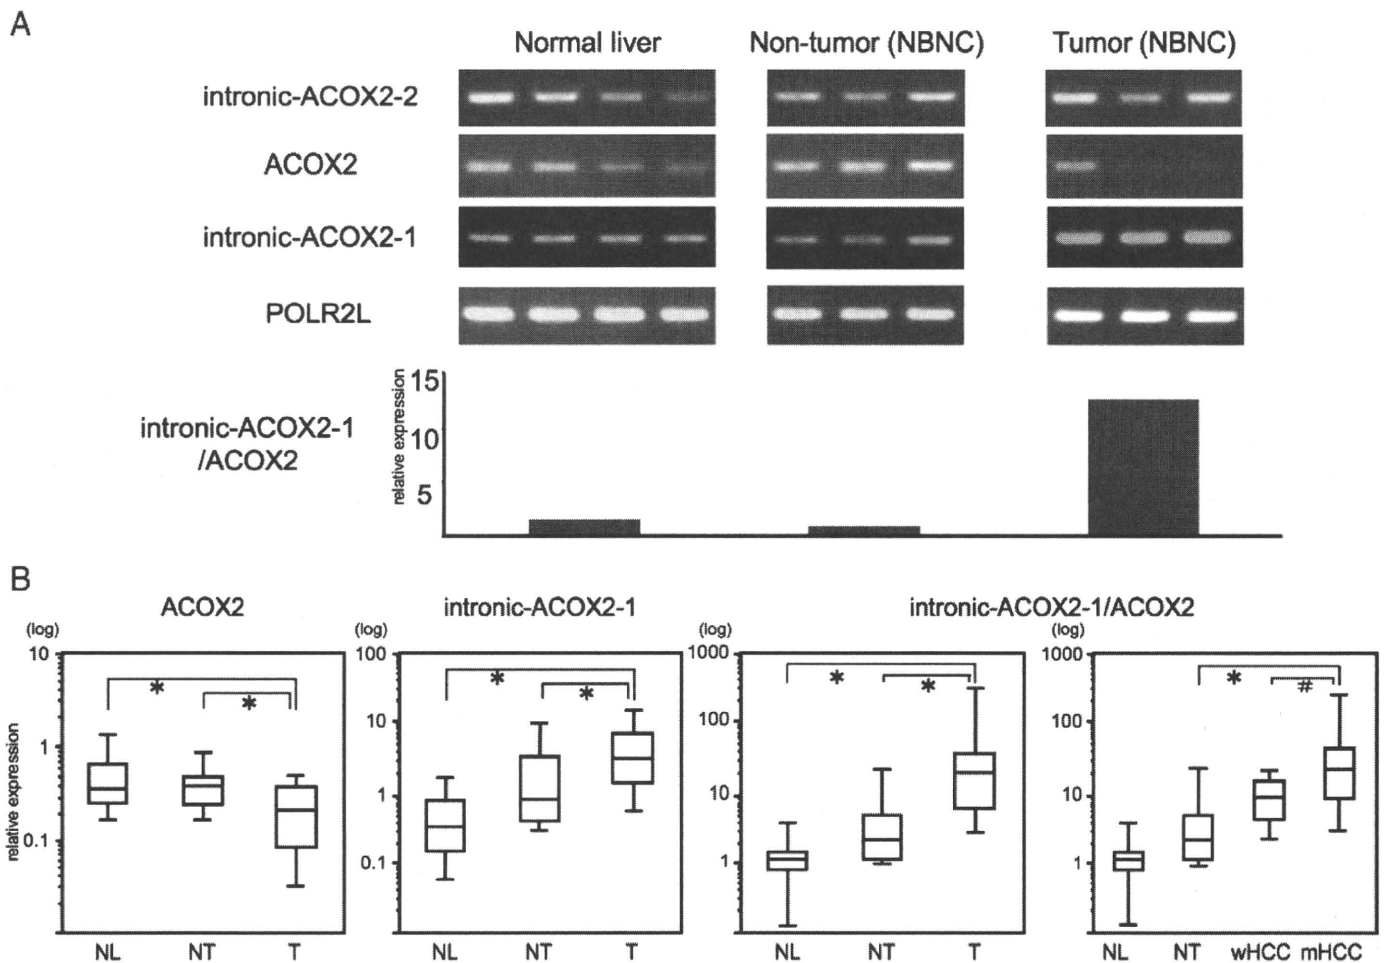 A
Normal liver Non-tumor (NBNC) Tumor (NBNC)
intronic-ACOX2-2
ACOX2
intronic-ACOX2-1
POLR2L
intronic-ACOX2-1
/ACOX2
relative expression
15
10
5
B
ACOX2
(log)
10
1
0.1
relative expression
*
*
NL NT T
intronic-ACOX2-1
(log)
100
10
1
0.1
*
*
NL NT T
intronic-ACOX2-1/ACOX2
(log)
1000
100
10
1
*
*
NL NT T
(log)
1000
100
10
1
*
#
NL NT wHCC mHCC